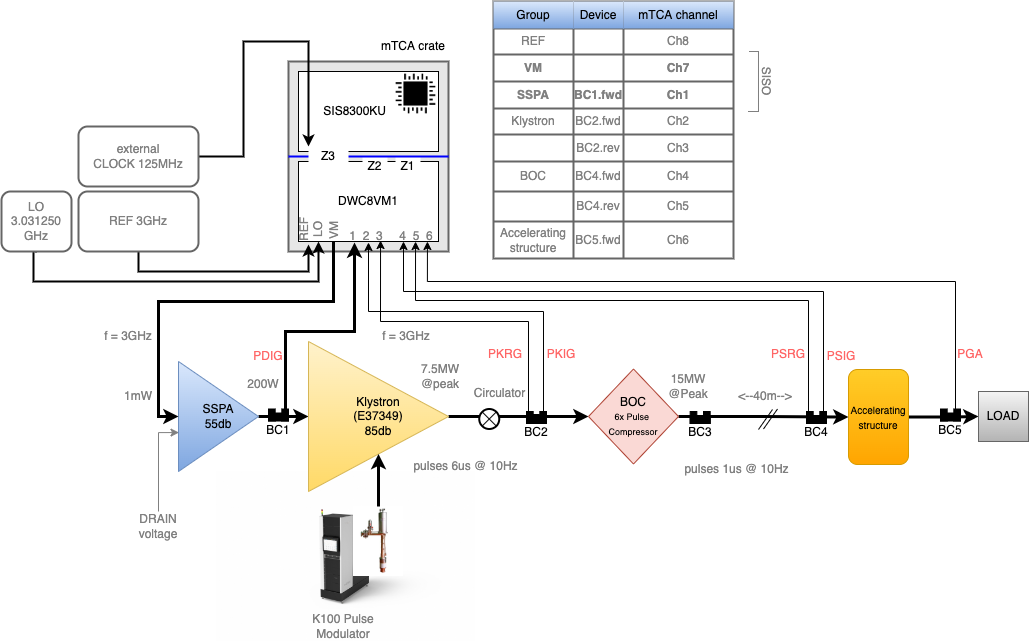 mTCA crate
SIS8300KU
Z3
Z2 Z1
DWC8VM1
REF LO VM 1 2 3 4 5 6
external
CLOCK 125MHz
LO
3.031250
GHz
REF 3GHz
Group Device mTCA channel
REF Ch8
VM Ch7
SSPA BC1.fwd Ch1
Klystron BC2.fwd Ch2
BC2.rev Ch3
BOC BC4.fwd Ch4
BC4.rev Ch5
Accelerating
structure BC5.fwd Ch6
SISO
f = 3GHz
f = 3GHz
PDIG
PKRG PKIG
PSRG PSIG
PGA
1mW
SSPA
55db
200W
BC1
Klystron
(E37349)
85db
7.5MW
@peak
Circulator
BC2
BOC
6x Pulse
Compressor
15MW
@Peak
BC3
<--40m-->
BC4
Accelerating
structure
BC5
LOAD
pulses 6us @ 10Hz
pulses 1us @ 10Hz
DRAIN
voltage
K100 Pulse
Modulator